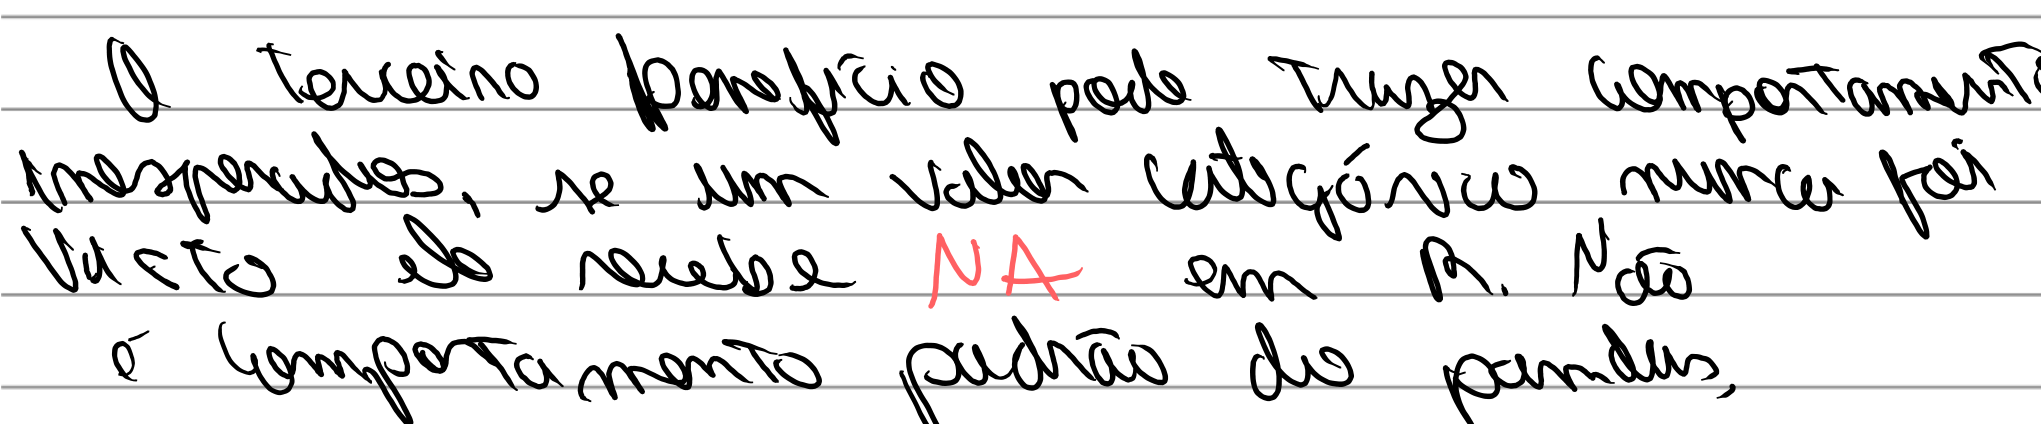 O terceiro benefício pode trazer comportamento
inesperados, se um valor categórico nunca foi
visto ele recebe NA em R. Não
é comportamento padrão do pandas,